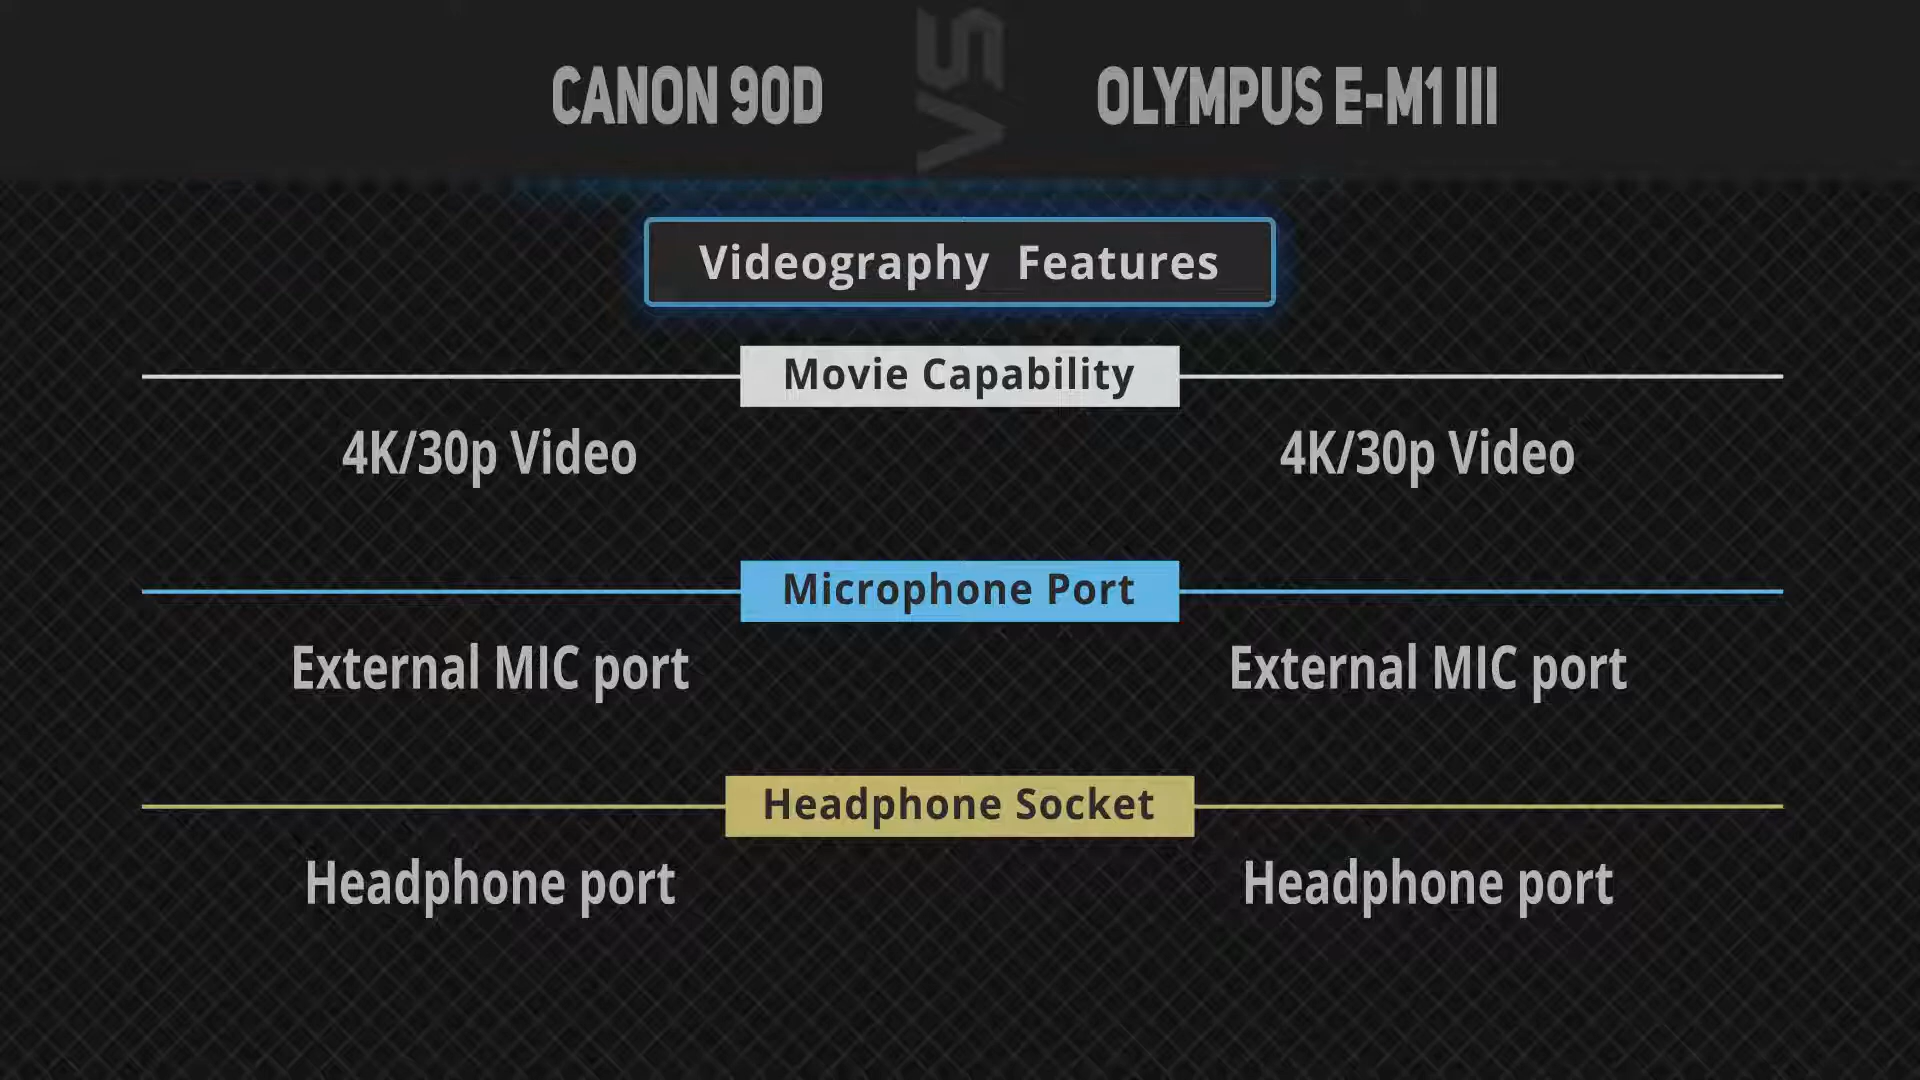 CANON 90D VS OLYMPUS E-M1 III
Videography Features
Movie Capability
4K/30p Video 4K/30p Video
Microphone Port
External MIC port External MIC port
Headphone Socket
Headphone port Headphone port